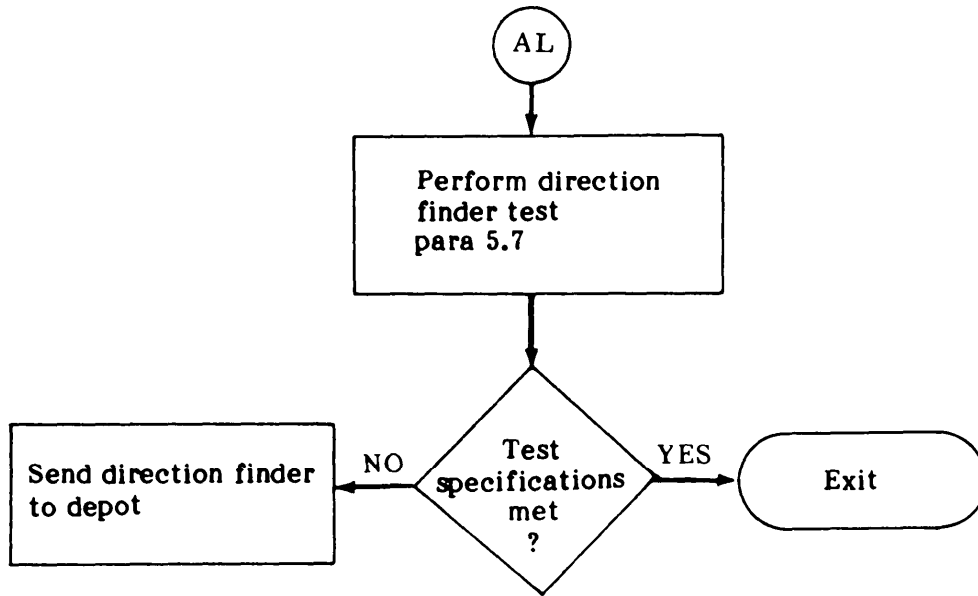 AL
Perform direction
finder test
para 5.7
Test
specifications
met
?
NO
YES
Send direction finder
to depot
Exit